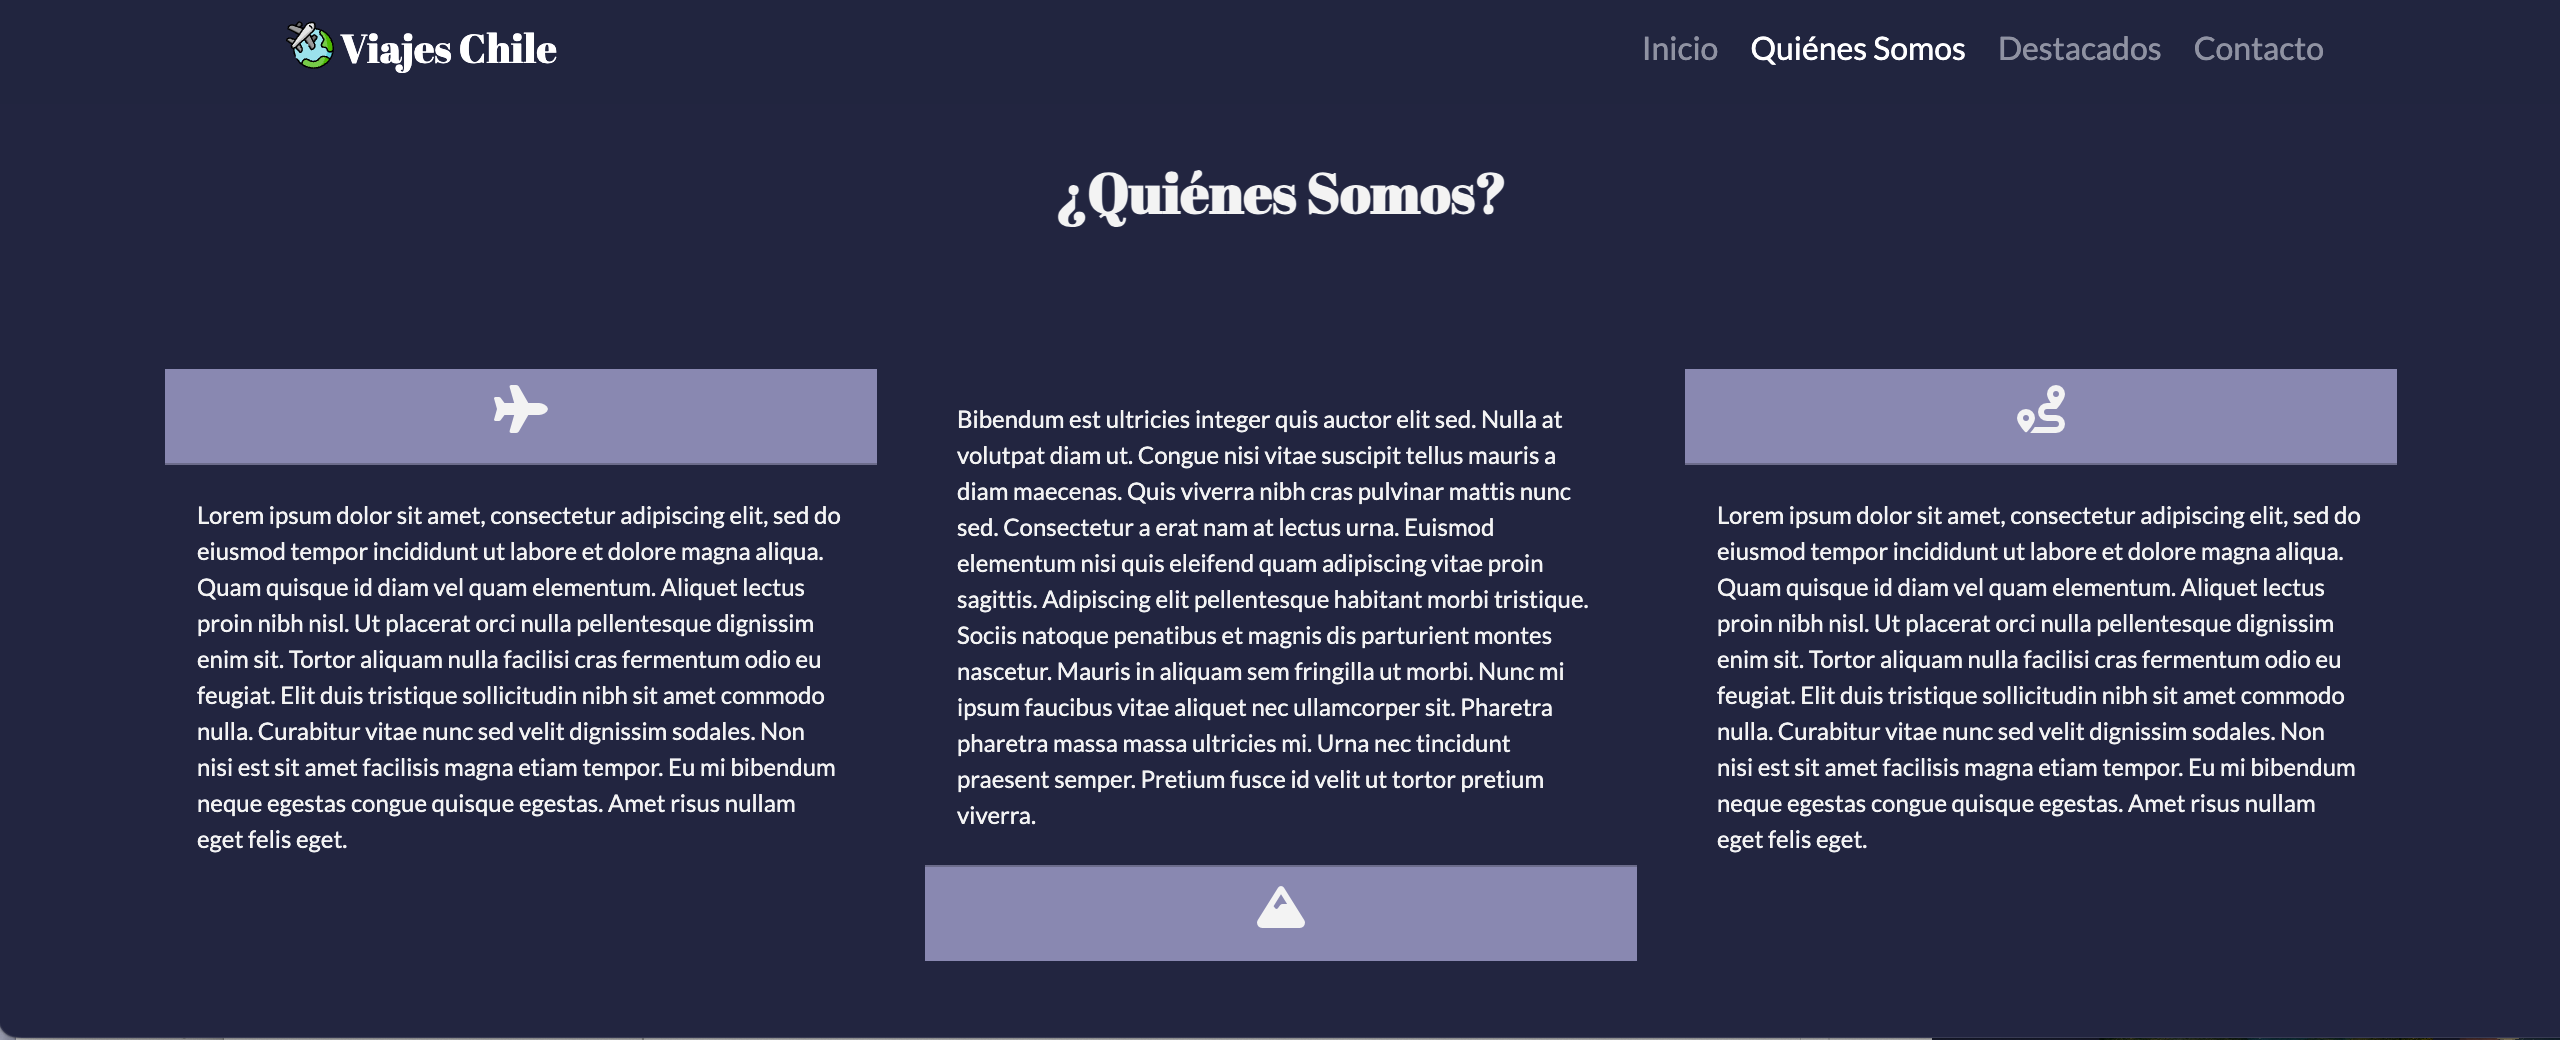 Viajes Chile
Inicio Quiénes Somos Destacados Contacto
¿Quiénes Somos?
Lorem ipsum dolor sit amet, consectetur adipiscing elit, sed do
eiusmod tempor incididunt ut labore et dolore magna aliqua.
Quam quisque id diam vel quam elementum. Aliquet lectus
proin nibh nisl. Ut placerat orci nulla pellentesque dignissim
enim sit. Tortor aliquam nulla facilisi cras fermentum odio eu
feugiat. Elit duis tristique sollicitudin nibh sit amet commodo
nulla. Curabitur vitae nunc sed velit dignissim sodales. Non
nisi est sit amet facilisis magna etiam tempor. Eu mi bibendum
neque egestas congue quisque egestas. Amet risus nullam
eget felis eget.
Bibendum est ultricies integer quis auctor elit sed. Nulla at
volutpat diam ut. Congue nisi vitae suscipit tellus mauris a
diam maecenas. Quis viverra nibh cras pulvinar mattis nunc
sed. Consectetur a erat nam at lectus urna. Euismod
elementum nisi quis eleifend quam adipiscing vitae proin
sagittis. Adipiscing elit pellentesque habitant morbi tristique.
Sociis natoque penatibus et magnis dis parturient montes
nascetur. Mauris in aliquam sem fringilla ut morbi. Nunc mi
ipsum faucibus vitae aliquet nec ullamcorper sit. Pharetra
pharetra massa massa ultricies mi. Urna nec tincidunt
praesent semper. Pretium fusce id velit ut tortor pretium
viverra.
Lorem ipsum dolor sit amet, consectetur adipiscing elit, sed do
eiusmod tempor incididunt ut labore et dolore magna aliqua.
Quam quisque id diam vel quam elementum. Aliquet lectus
proin nibh nisl. Ut placerat orci nulla pellentesque dignissim
enim sit. Tortor aliquam nulla facilisi cras fermentum odio eu
feugiat. Elit duis tristique sollicitudin nibh sit amet commodo
nulla. Curabitur vitae nunc sed velit dignissim sodales. Non
nisi est sit amet facilisis magna etiam tempor. Eu mi bibendum
neque egestas congue quisque egestas. Amet risus nullam
eget felis eget.